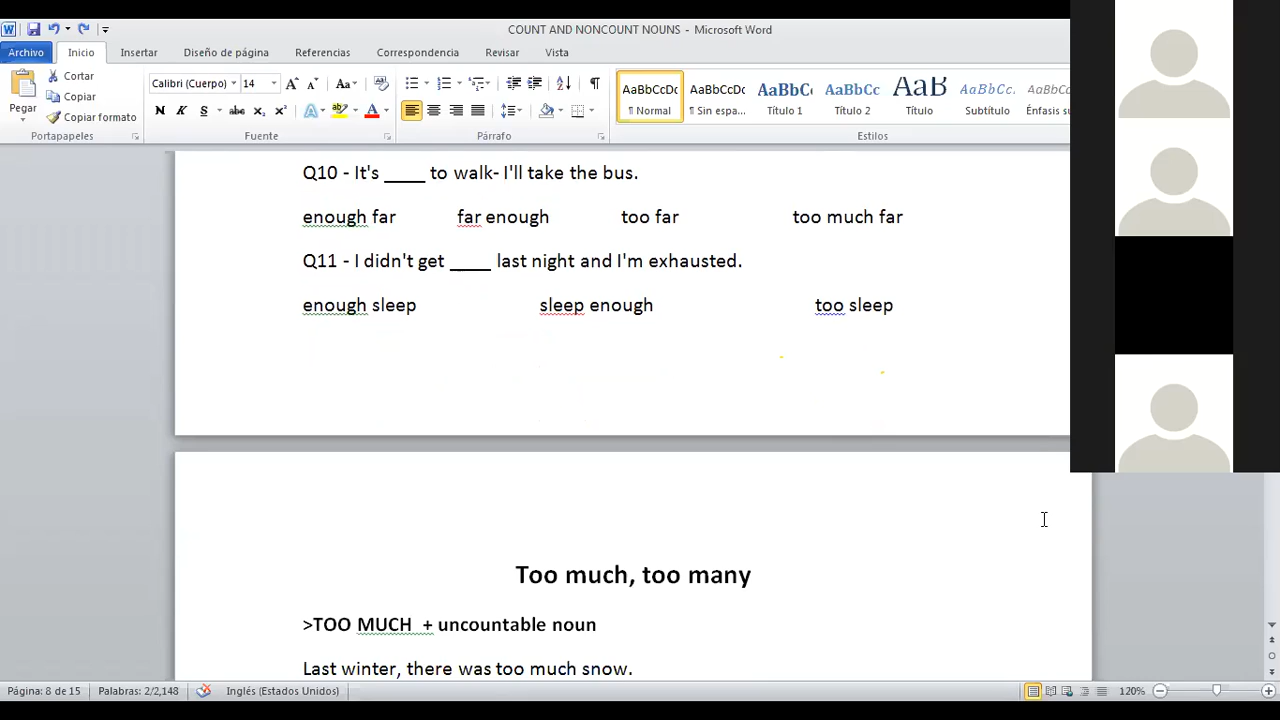 COUNT AND NONCOUNT NOUNS - Microsoft Word
Archivo Inicio Insertar Diseño de página Referencias Correspondencia Revisar Vista
Pegar
Cortar
Copiar
Copiar formato
Portapapeles
Calibri (Cuerpo) 14
N K S abc x₂ x²
Fuente
Párrafo
AaBbCcDc AaBbCcDc AaBbC AaBbCc AaB AaBbCc. AaBbCc
¶ Normal ¶ Sin espa... Título 1 Título 2 Título Subtítulo Énfasis su
Estilos
Q10 - It's ____ to walk- I'll take the bus.
enough far far enough too far too much far
Q11 - I didn't get ____ last night and I'm exhausted.
enough sleep sleep enough too sleep
Too much, too many
>TOO MUCH + uncountable noun
Last winter, there was too much snow.
Página: 8 de 15 Palabras: 2/2,148 Inglés (Estados Unidos) 120%